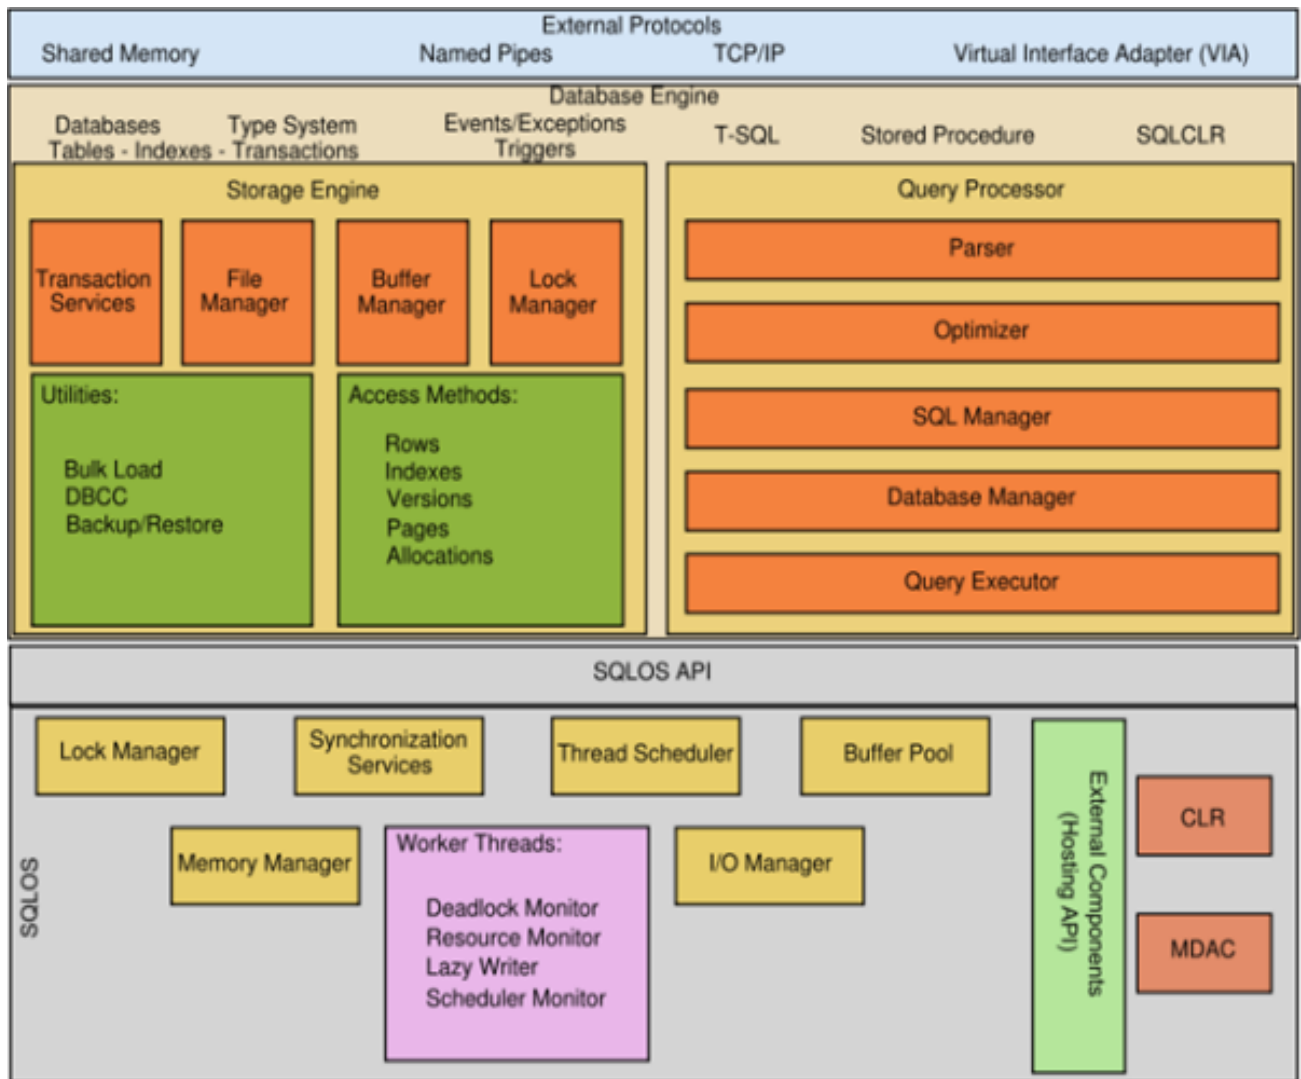 External Protocols
Shared Memory
Named Pipes
TCP/IP
Virtual Interface Adapter (VIA)
Database Engine
Databases
Type System
Tables - Indexes - Transactions
Events/Exceptions
Triggers
T-SQL
Stored Procedure
SQLCLR
Storage Engine
Transaction
Services
File
Manager
Buffer
Manager
Lock
Manager
Utilities:
Bulk Load
DBCC
Backup/Restore
Access Methods:
Rows
Indexes
Versions
Pages
Allocations
Query Processor
Parser
Optimizer
SQL Manager
Database Manager
Query Executor
SQLOS API
SQLOS
Lock Manager
Synchronization
Services
Thread Scheduler
Buffer Pool
Memory Manager
Worker Threads:
Deadlock Monitor
Resource Monitor
Lazy Writer
Scheduler Monitor
I/O Manager
External Components
(Hosting API)
CLR
MDAC